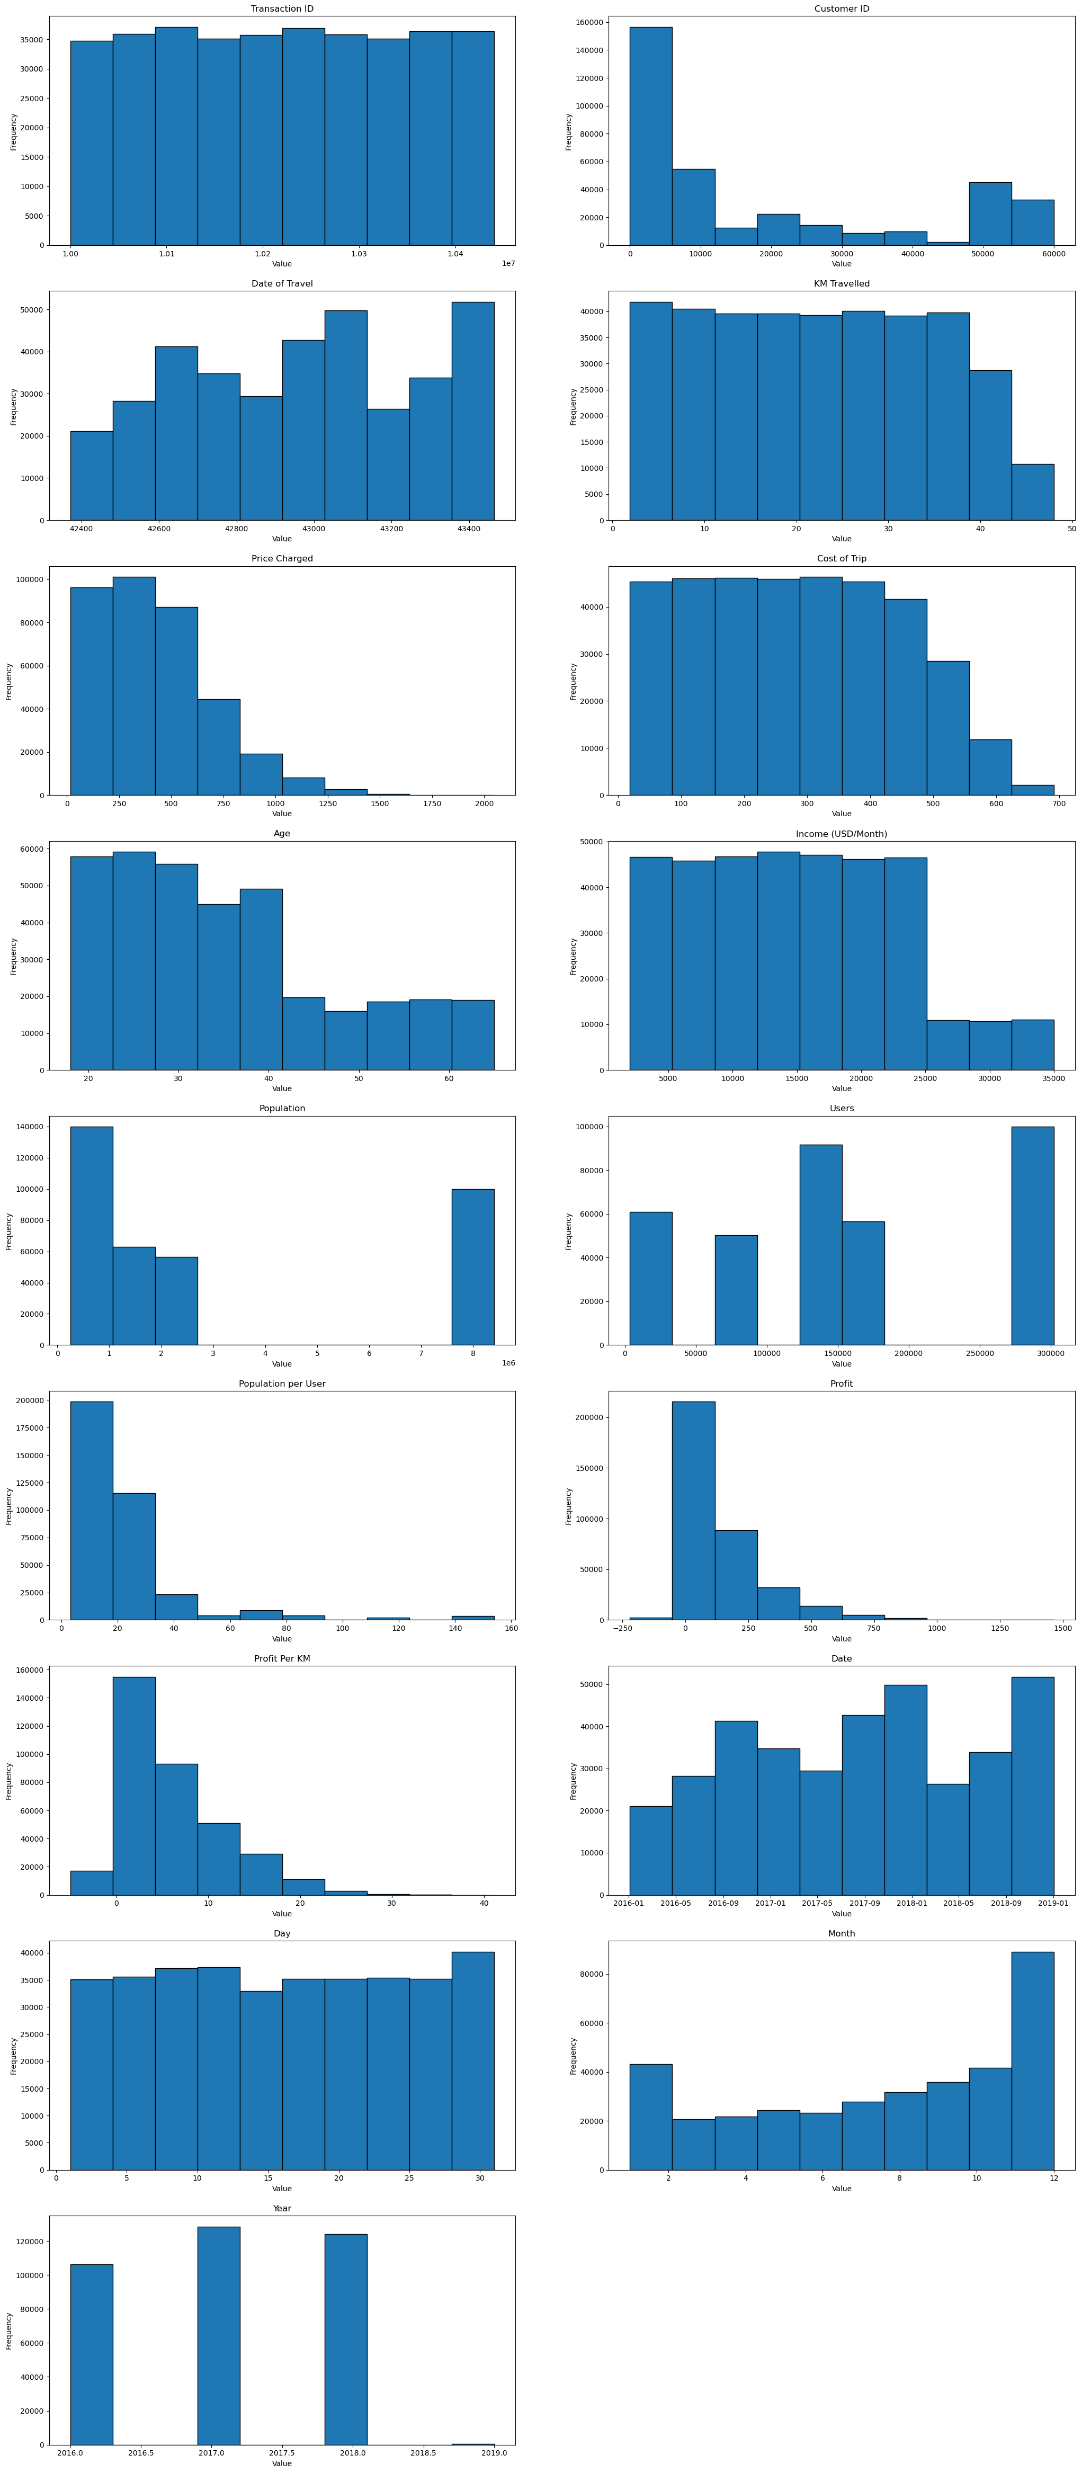 Transaction ID
Frequency
35000
30000
25000
20000
15000
10000
5000
0
1.00 1.01 1.02 1.03 1.04
Value
1e7
Customer ID
Frequency
160000
140000
120000
100000
80000
60000
40000
20000
0
0 10000 20000 30000 40000 50000 60000
Value
Date of Travel
Frequency
50000
40000
30000
20000
10000
0
42400 42600 42800 43000 43200 43400
Value
KM Travelled
Frequency
40000
35000
30000
25000
20000
15000
10000
5000
0
0 10 20 30 40 50
Value
Price Charged
Frequency
100000
80000
60000
40000
20000
0
0 250 500 750 1000 1250 1500 1750 2000
Value
Cost of Trip
Frequency
40000
30000
20000
10000
0
0 100 200 300 400 500 600 700
Value
Age
Frequency
60000
50000
40000
30000
20000
10000
0
20 30 40 50 60
Value
Income (USD/Month)
Frequency
50000
40000
30000
20000
10000
0
5000 10000 15000 20000 25000 30000 35000
Value
Population
Frequency
140000
120000
100000
80000
60000
40000
20000
0
0 1 2 3 4 5 6 7 8
Value
1e6
Users
Frequency
100000
80000
60000
40000
20000
0
0 50000 100000 150000 200000 250000 300000
Value
Population per User
Frequency
200000
175000
150000
125000
100000
75000
50000
25000
0
0 20 40 60 80 100 120 140 160
Value
Profit
Frequency
200000
150000
100000
50000
0
−250 0 250 500 750 1000 1250 1500
Value
Profit Per KM
Frequency
160000
140000
120000
100000
80000
60000
40000
20000
0
0 10 20 30 40
Value
Date
Frequency
50000
40000
30000
20000
10000
0
2016-01 2016-05 2016-09 2017-01 2017-05 2017-09 2018-01 2018-05 2018-09 2019-01
Value
Day
Frequency
40000
35000
30000
25000
20000
15000
10000
5000
0
0 5 10 15 20 25 30
Value
Month
Frequency
80000
60000
40000
20000
0
2 4 6 8 10 12
Value
Year
Frequency
120000
100000
80000
60000
40000
20000
0
2016.0 2016.5 2017.0 2017.5 2018.0 2018.5 2019.0
Value